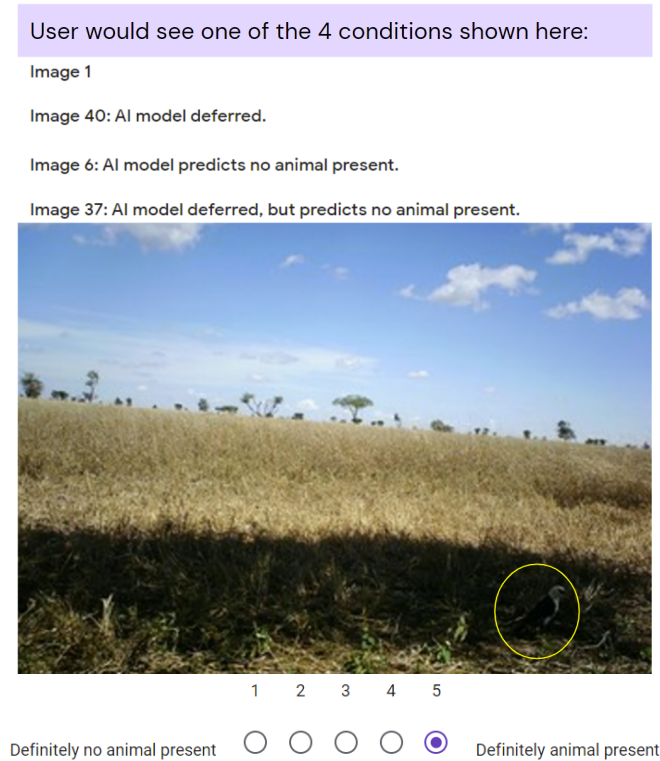 User would see one of the 4 conditions shown here:
Image 1
Image 40: AI model deferred.
Image 6: AI model predicts no animal present.
Image 37: AI model deferred, but predicts no animal present.
1 2 3 4 5
Definitely no animal present
Definitely animal present